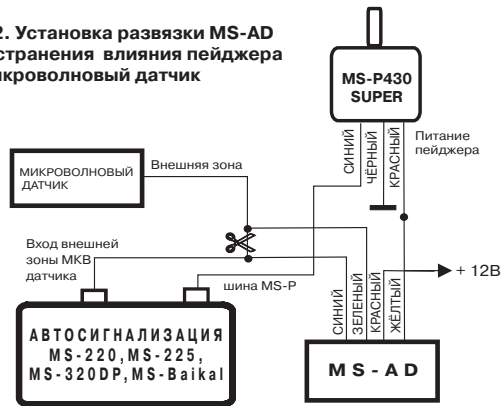 2. Установка развязки MS-AD
странения влияния пейджера
кроволновый датчик
MS-P430
SUPER
СИНИЙ
ЧЁРНЫЙ
КРАСНЫЙ
Питание
пейджера
МИКРОВОЛНОВЫЙ
ДАТЧИК
Внешняя зона
Вход внешней
зоны МКВ
датчика
шина MS-P
СИНИЙ
ЗЕЛЕНЫЙ
КРАСНЫЙ
ЖЁЛТЫЙ
+ 12В
АВТОСИГНАЛИЗАЦИЯ
MS-220,MS-225,
MS-320DP,MS-Baikal
MS-AD